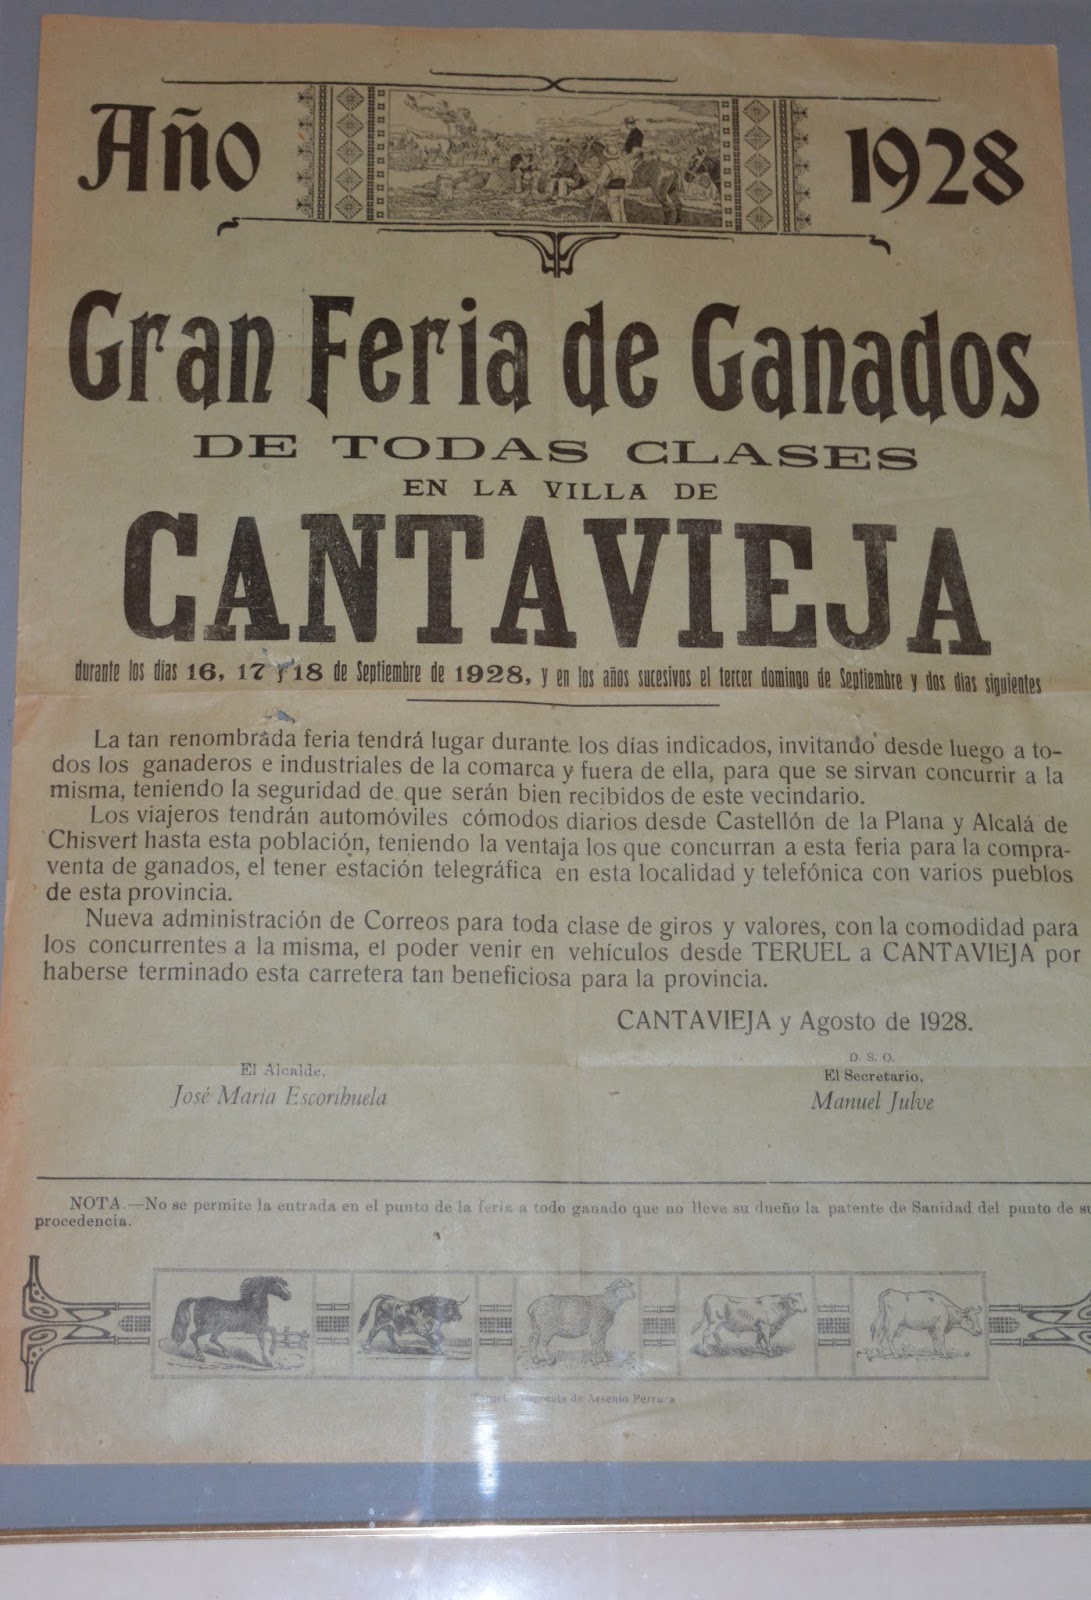 Año 1928
Gran Feria de Ganados
DE TODAS CLASES
EN LA VILLA DE
CANTAVIEJA
durante los días 16, 17 y 18 de Septiembre de 1928, y en los años sucesivos el tercer domingo de Septiembre y dos días siguientes
La tan renombrada feria tendrá lugar durante los días indicados, invitando desde luego a to-
dos los ganaderos e industriales de la comarca y fuera de ella, para que se sirvan concurrir a la
misma, teniendo la seguridad de que serán bien recibidos de este vecindario.
Los viajeros tendrán automóviles cómodos diarios desde Castellón de la Plana y Alcalá de
Chisvert hasta esta población, teniendo la ventaja los que concurran a esta feria para la compra-
venta de ganados, el tener estación telegráfica en esta localidad y telefónica con varios pueblos
de esta provincia.
Nueva administración de Correos para toda clase de giros y valores, con la comodidad para
los concurrentes a la misma, el poder venir en vehículos desde TERUEL a CANTAVIEJA por
haberse terminado esta carretera tan beneficiosa para la provincia.
CANTAVIEJA y Agosto de 1928.
El Alcalde,
José María Escorihuela
D. S. O.
El Secretario,
Manuel Julve
NOTA.—No se permite la entrada en el punto de la feria a todo ganado que no lleve su dueño la patente de Sanidad del punto de su
procedencia.
Teruel. Imprenta de Arsenio Perruca